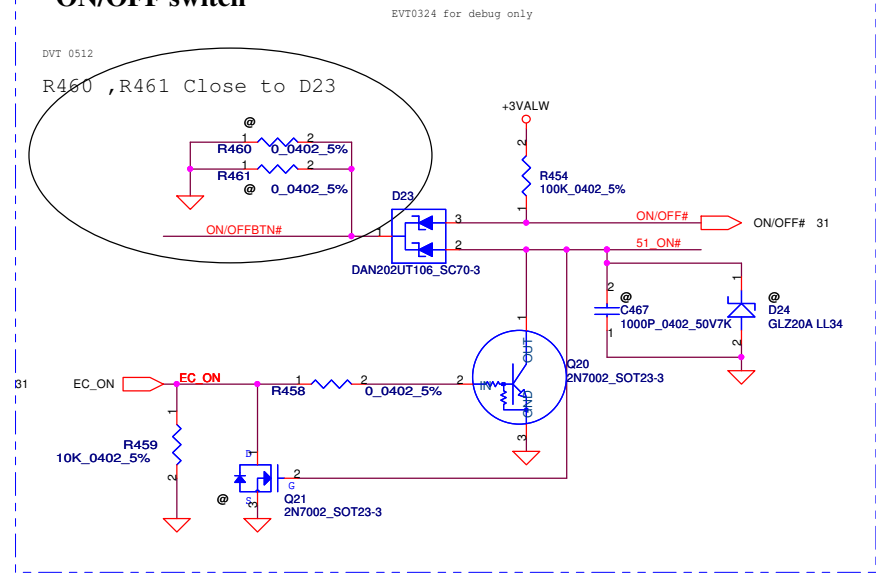 ON/OFF switch
EVT0324 for debug only
DVT 0512
R460 ,R461 Close to D23
@
1 2
R460 0_0402_5%
1 2
R461
@ 0_0402_5%
+3VALW
2
R454
100K_0402_5%
1
D23
ON/OFFBTN#
1
3
2
DAN202UT106_SC70-3
ON/OFF#
ON/OFF# 31
51_ON#
2
@
C467
1
1000P_0402_50V7K
1
@
D24
GLZ20A LL34
2
1
OUT
IN
GND
Q20
2N7002_SOT23-3
3
31 EC_ON
EC_ON
1 2
R458 0_0402_5%
2
1
R459
10K_0402_5%
2
D 1
G 2
S 3
@
Q21
2N7002_SOT23-3